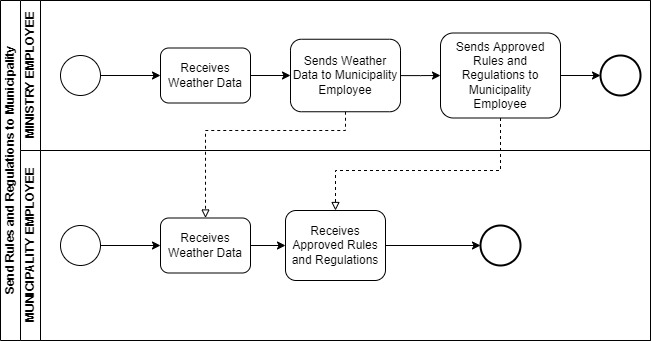 Send Rules and Regulations to Municipality
MINISTRY EMPLOYEE
Receives
Weather Data
Sends Weather
Data to Municipality
Employee
Sends Approved
Rules and
Regulations to
Municipality
Employee
MUNICIPALITY EMPLOYEE
Receives
Weather Data
Receives
Approved Rules
and Regulations